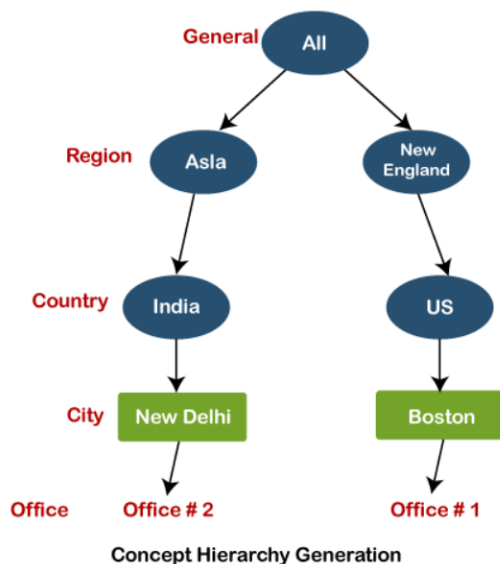 General
All
Region
Asla
New
England
Country
India
US
City
New Delhi
Boston
Office
Office # 2
Office # 1
Concept Hierarchy Generation